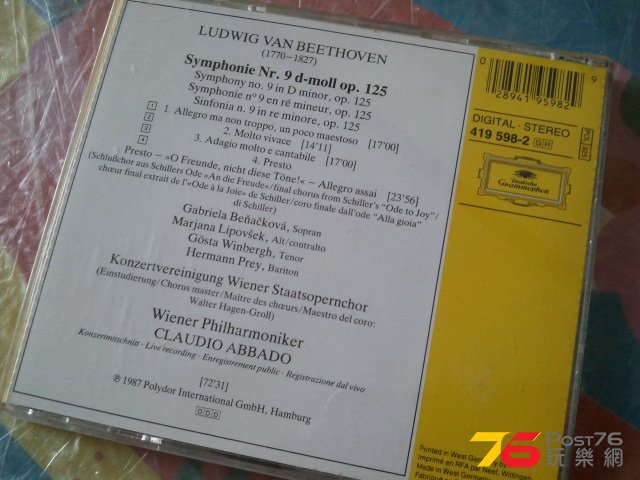 LUDWIG VAN BEETHOVEN
(1770–1827)
Symphonie Nr. 9 d-moll op. 125
Symphony no. 9 in D minor, op. 125
Symphonie n° 9 en ré mineur, op. 125
Sinfonia n. 9 in re minore, op. 125
1 1. Allegro ma non troppo, un poco maestoso [17'00]
2 2. Molto vivace [14'11]
3 3. Adagio molto e cantabile [17'00]
4 4. Presto
Presto – »O Freunde, nicht diese Töne!« – Allegro assai [23'56]
(Schlußchor aus Schillers Ode »An die Freude«/final chorus from Schiller's "Ode to Joy"/
chœur final extrait de l'»Ode à la Joie« de Schiller/coro finale dall'ode "Alla gioia"
di Schiller)
Gabriela Beňačková, Sopran
Marjana Lipovšek, Alt/contralto
Gösta Winbergh, Tenor
Hermann Prey, Bariton
Konzertvereinigung Wiener Staatsopernchor
(Einstudierung/Chorus master/Maître des chœurs/Maestro del coro:
Walter Hagen-Groll)
Wiener Philharmoniker
CLAUDIO ABBADO
Konzertmitschnitt · Live recording · Enregistrement public · Registrazione dal vivo
[72'31]
℗ 1987 Polydor International GmbH, Hamburg
DDD
0 28941 95982 9
DIGITAL · STEREO
419 598-2 GH
Deutsche
Grammophon
Printed in West Germany by
Imprimé en RFA par Neef, Wittingen
Made in West Germany
76 Post76
玩樂網